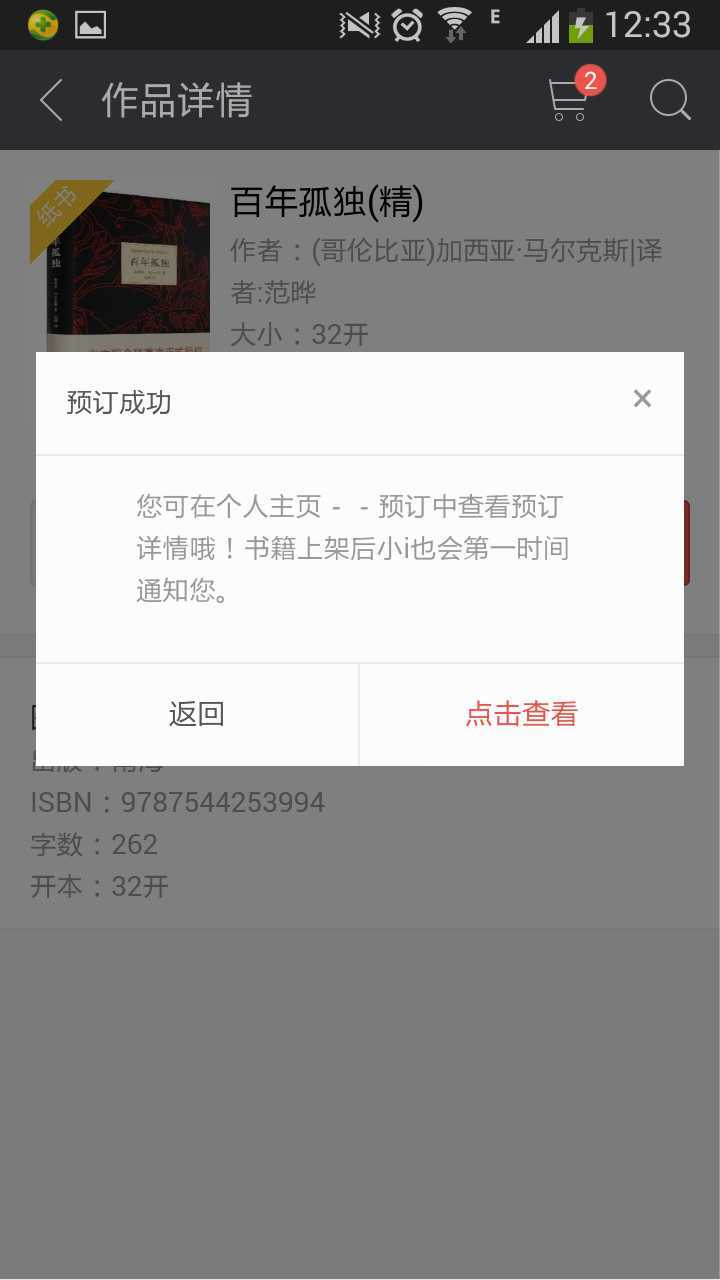 E
12:33
作品详情
2
纸书
百年孤独
百年孤独(精)
作者：(哥伦比亚)加西亚·马尔克斯|译
者:范晔
大小：32开
预订成功
×
您可在个人主页 - - 预订中查看预订
详情哦！书籍上架后小i也会第一时间
通知您。
返回
点击查看
ISBN：9787544253994
字数：262
开本：32开